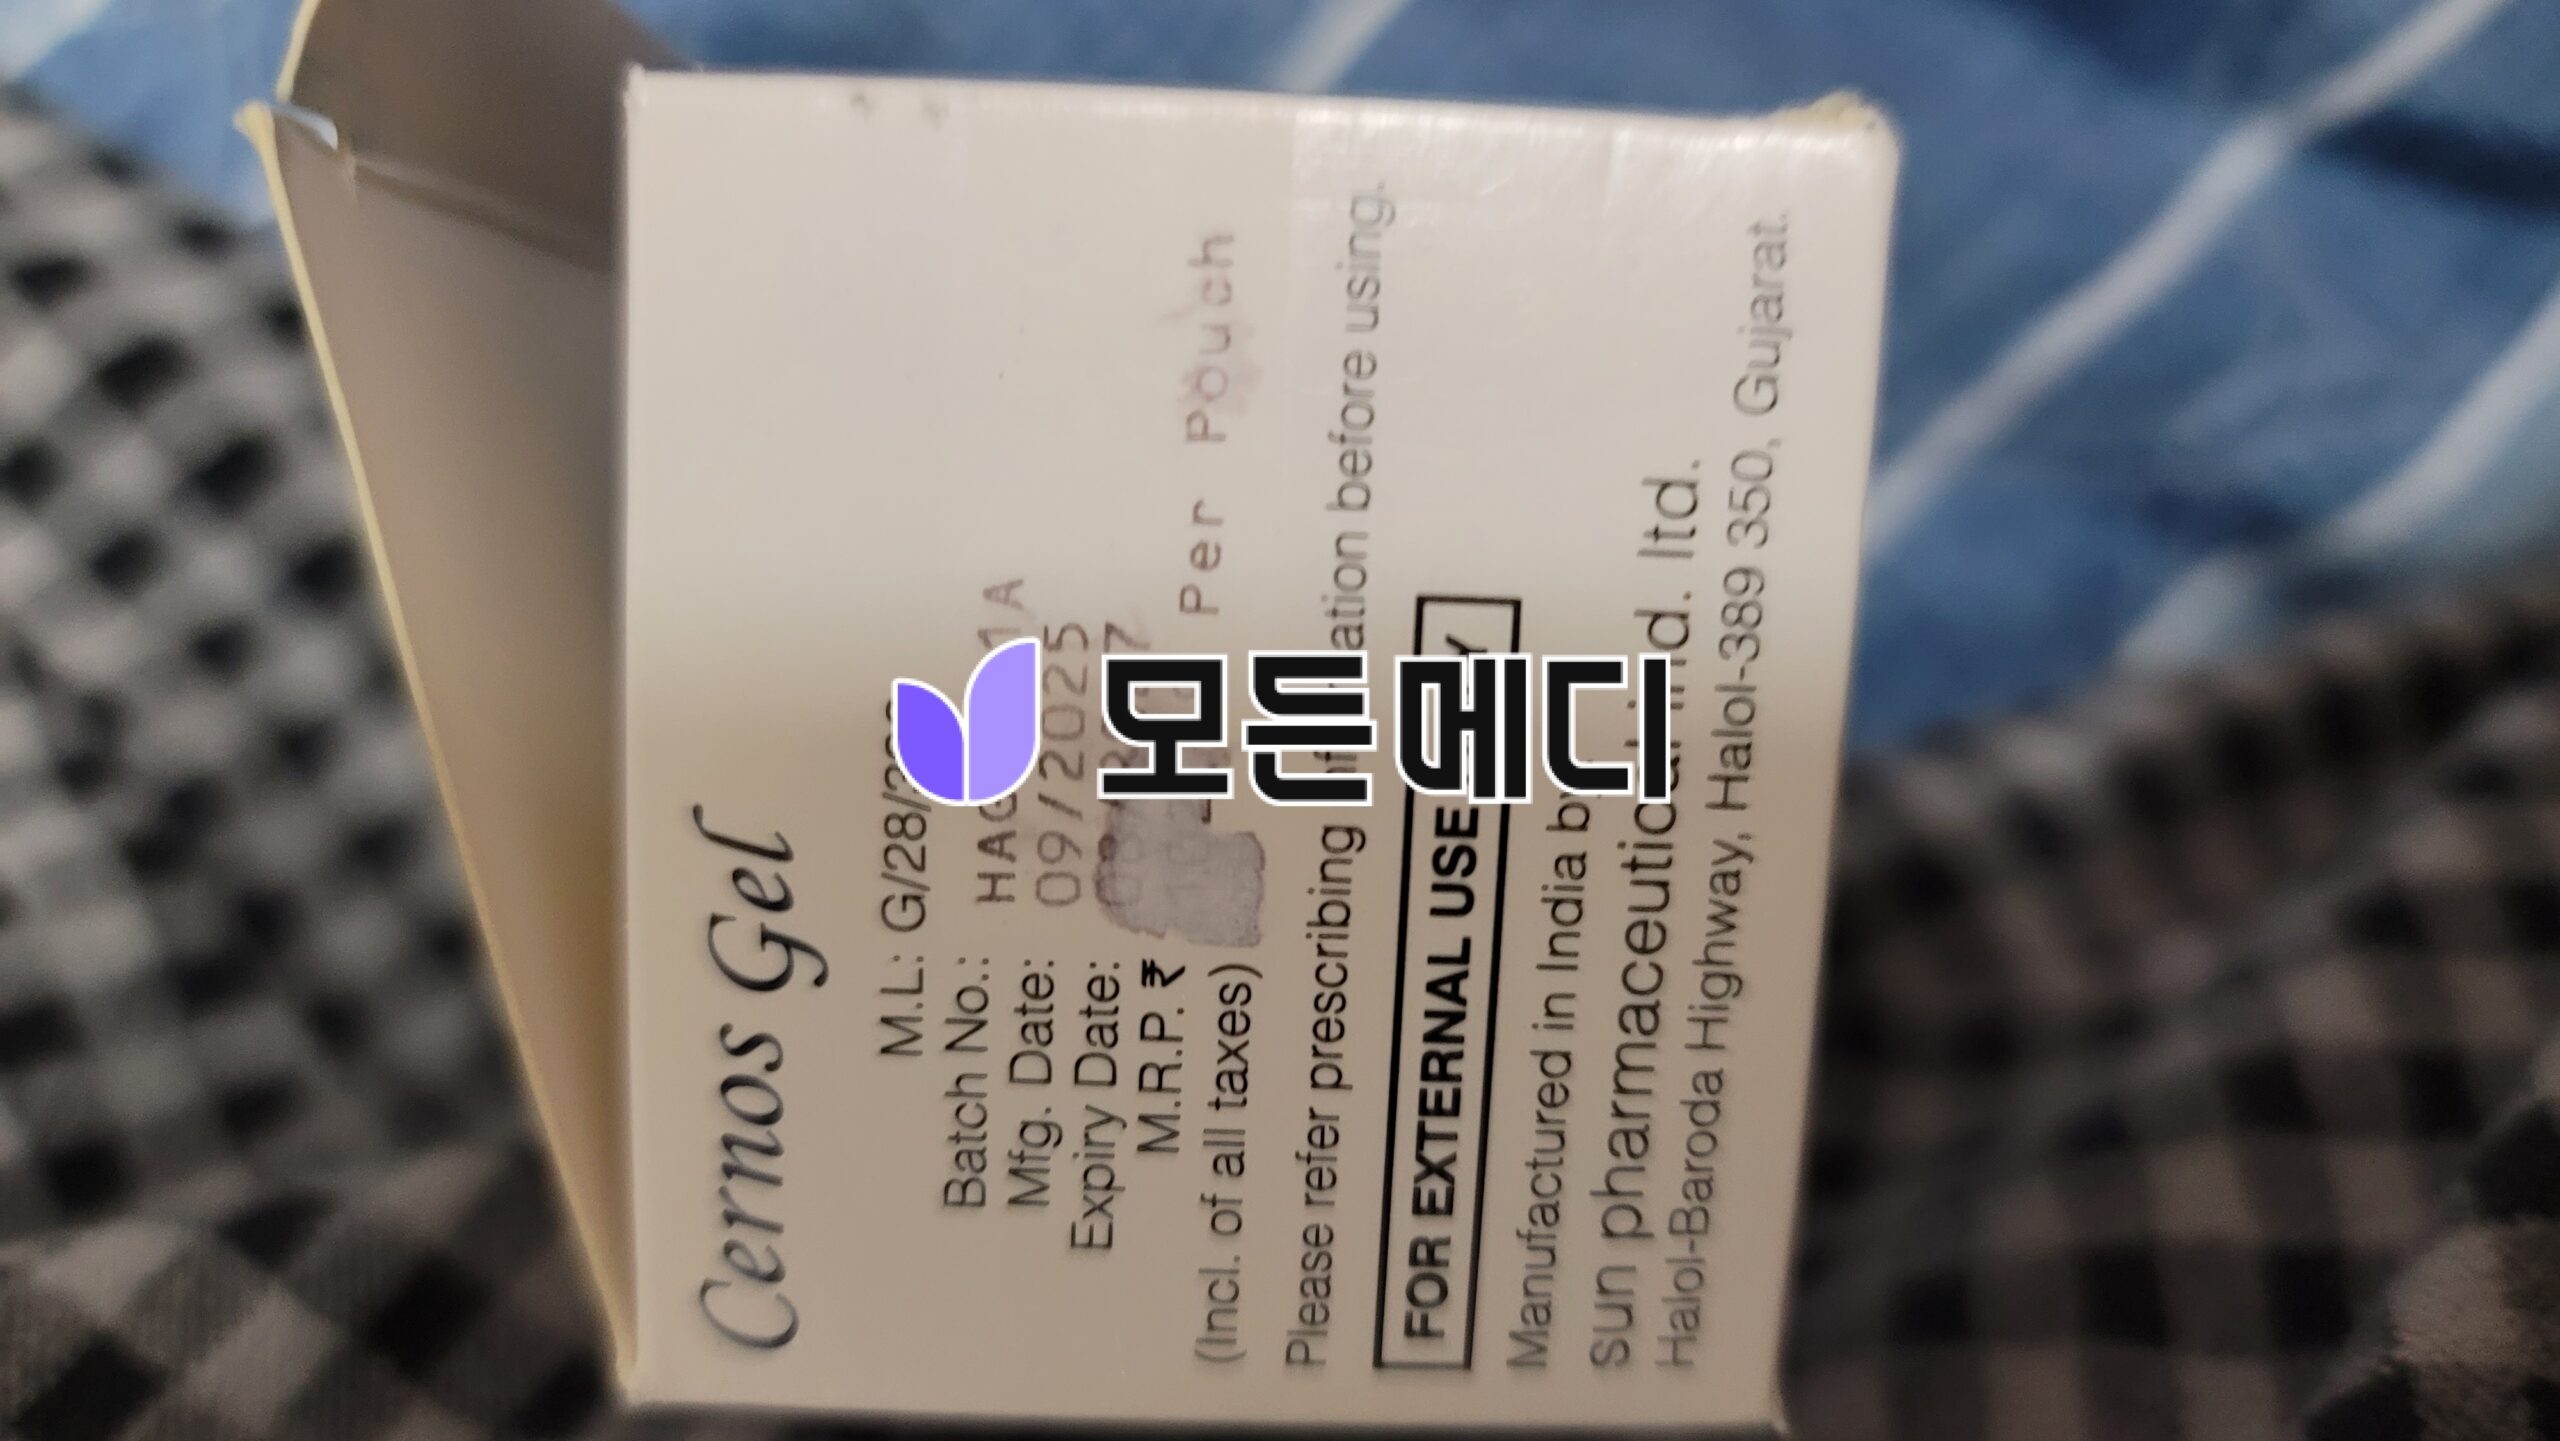 Cernos Gel
M.L.: G/28/
Batch No.:
Mfg. Date: 09/2025
Expiry Date:
M.R.P. ₹ Per Pouch
(Incl. of all taxes)
Please refer prescribing before using.
FOR EXTERNAL USE
Manufactured in India by
sun pharmaceutical ind. ltd.
Halol-Baroda Highway, Halol-389 350, Gujarat.
모든메디